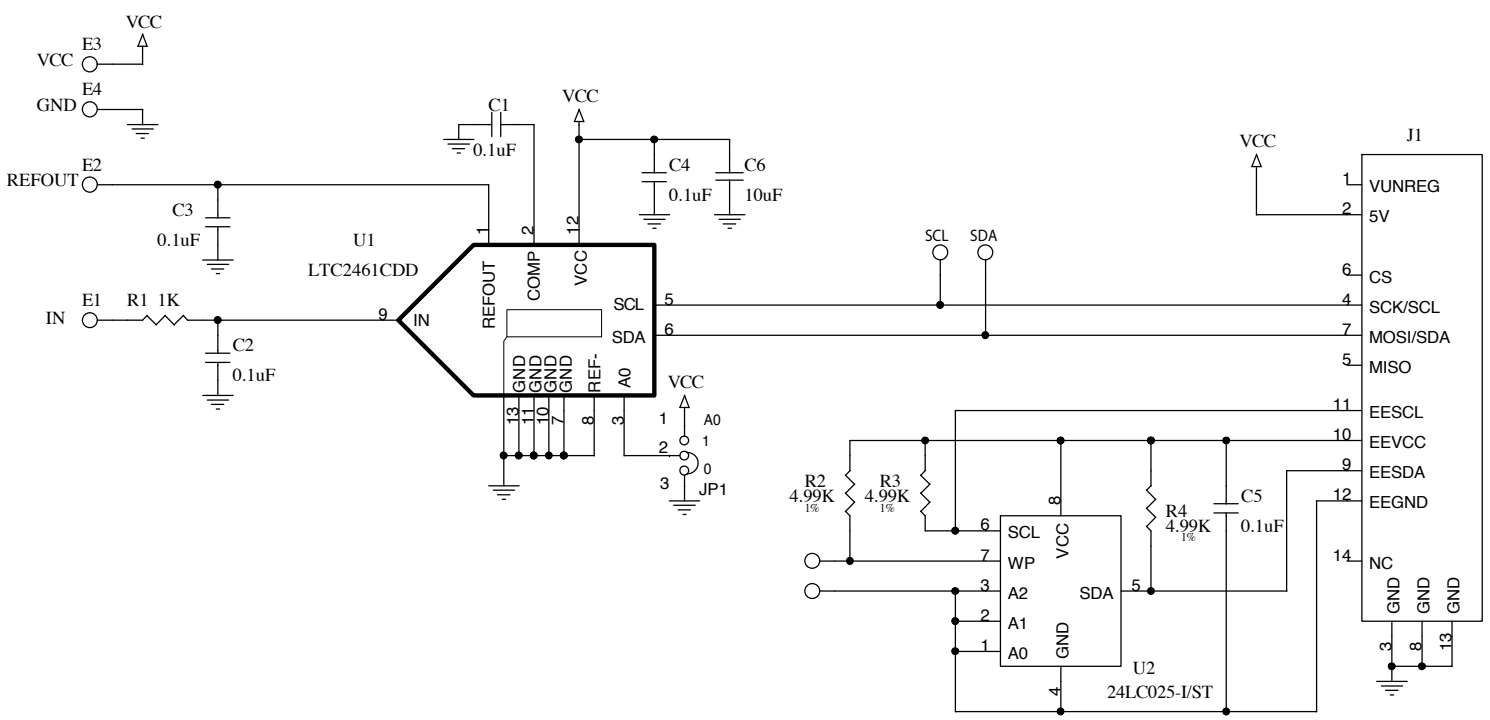 VCC
E3
VCC
E4
GND
E2
REFOUT
C3
0.1uF
E1
IN
R1 1K
C2
0.1uF
C1
0.1uF
VCC
C4
0.1uF
C6
10uF
U1
LTC2461CDD
1
REFOUT
2
COMP
12
VCC
9
IN
SCL
5
SDA
6
GND
GND
GND
GND
REF-
A0
13
11
10
7
8
3
VCC
1
A0
1
2
0
3
JP1
SCL
SDA
VCC
J1
1
VUNREG
2
5V
6
CS
4
SCK/SCL
7
MOSI/SDA
5
MISO
11
EESCL
10
EEVCC
9
EESDA
12
EEGND
14
NC
GND
GND
GND
3
8
13
R2
4.99K
1%
R3
4.99K
1%
R4
4.99K
1%
C5
0.1uF
6
SCL
7
WP
3
A2
2
A1
1
A0
8
VCC
SDA
5
GND
4
U2
24LC025-I/ST